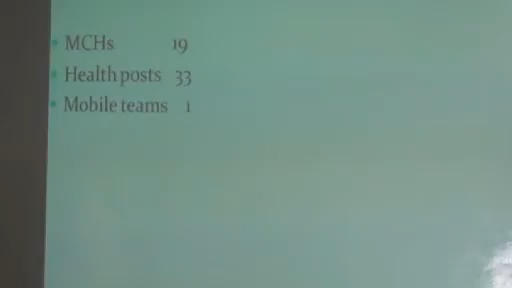 • MCHs 19
• Health posts 33
• Mobile teams 1